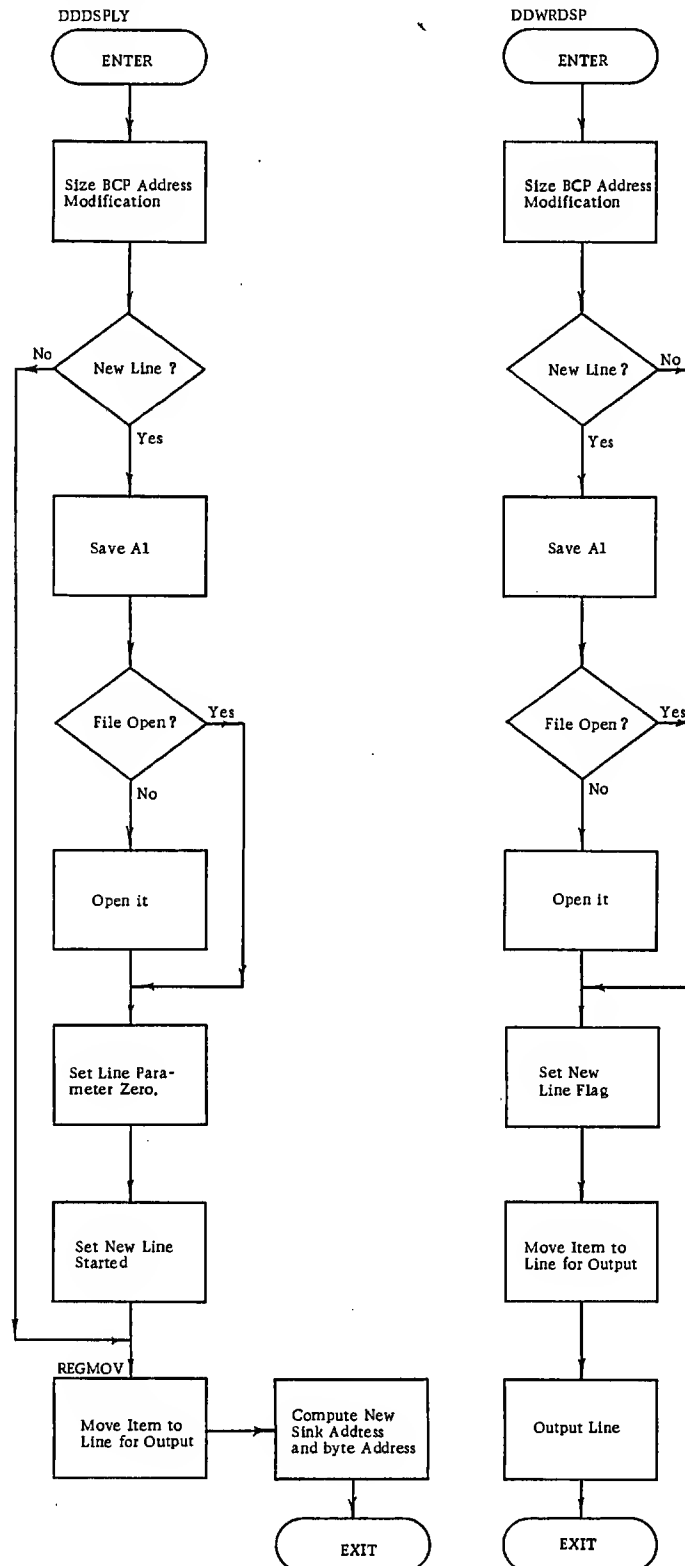 DDDSPLY
ENTER
Size BCP Address
Modification
New Line ?
No
Yes
Save A1
File Open ?
Yes
No
Open it
Set Line Para-
meter Zero.
Set New Line
Started
REGMOV
Move Item to
Line for Output
Compute New
Sink Address
and byte Address
EXIT
DDWRDSP
ENTER
Size BCP Address
Modification
New Line ?
No
Yes
Save A1
File Open ?
Yes
No
Open it
Set New
Line Flag
Move Item to
Line for Output
Output Line
EXIT